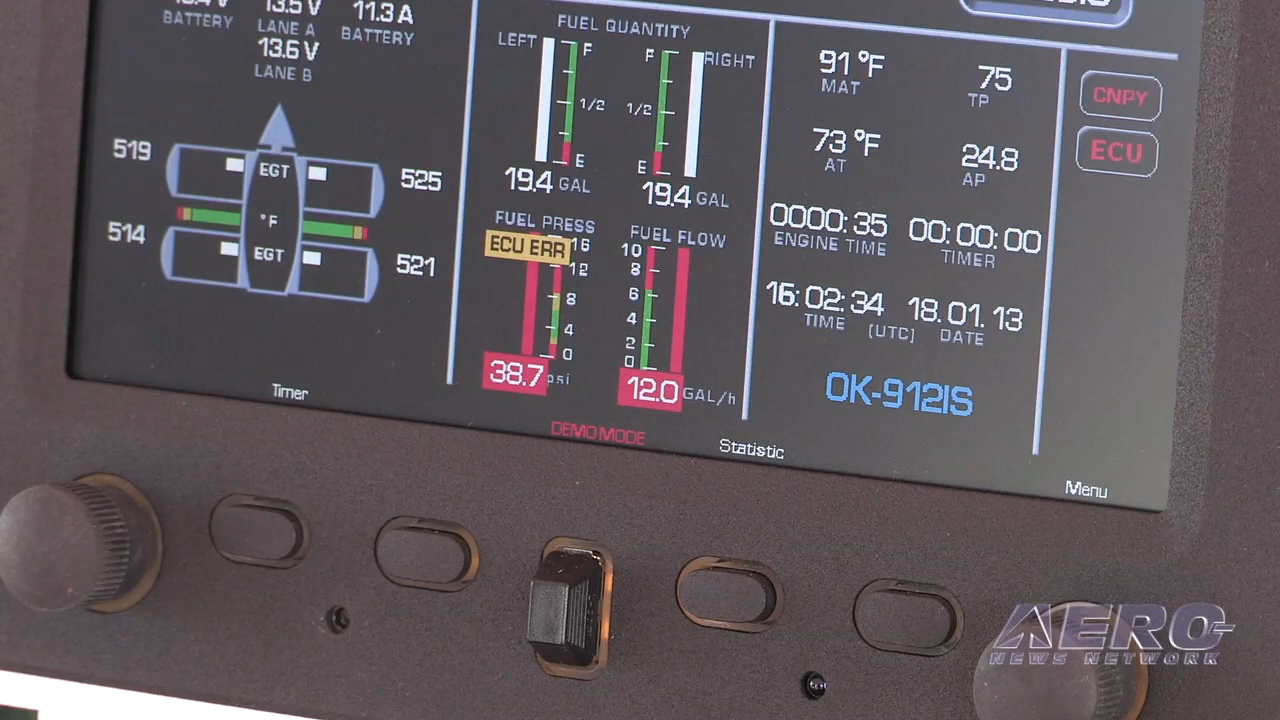 13.5 V
11.3 A
BATTERY
LANE A
BATTERY
13.6 V
LANE B
519
EGT
525
°F
514
EGT
521
Timer
FUEL QUANTITY
LEFT
F
F
RIGHT
1/2
1/2
E
E
19.4 GAL
19.4 GAL
FUEL PRESS
FUEL FLOW
ECU ERR
16
12
8
4
0
10
8
6
4
2
0
38.7 psi
12.0 GAL/h
DEMO MODE
Statistic
91 °F
MAT
75
TP
73 °F
AT
24.8
AP
0000:35
ENGINE TIME
00:00:00
TIMER
16:02:34
TIME
[UTC]
18.01.13
DATE
OK-912IS
CNPY
ECU
Menu
AERO-
NEWS NETWORK